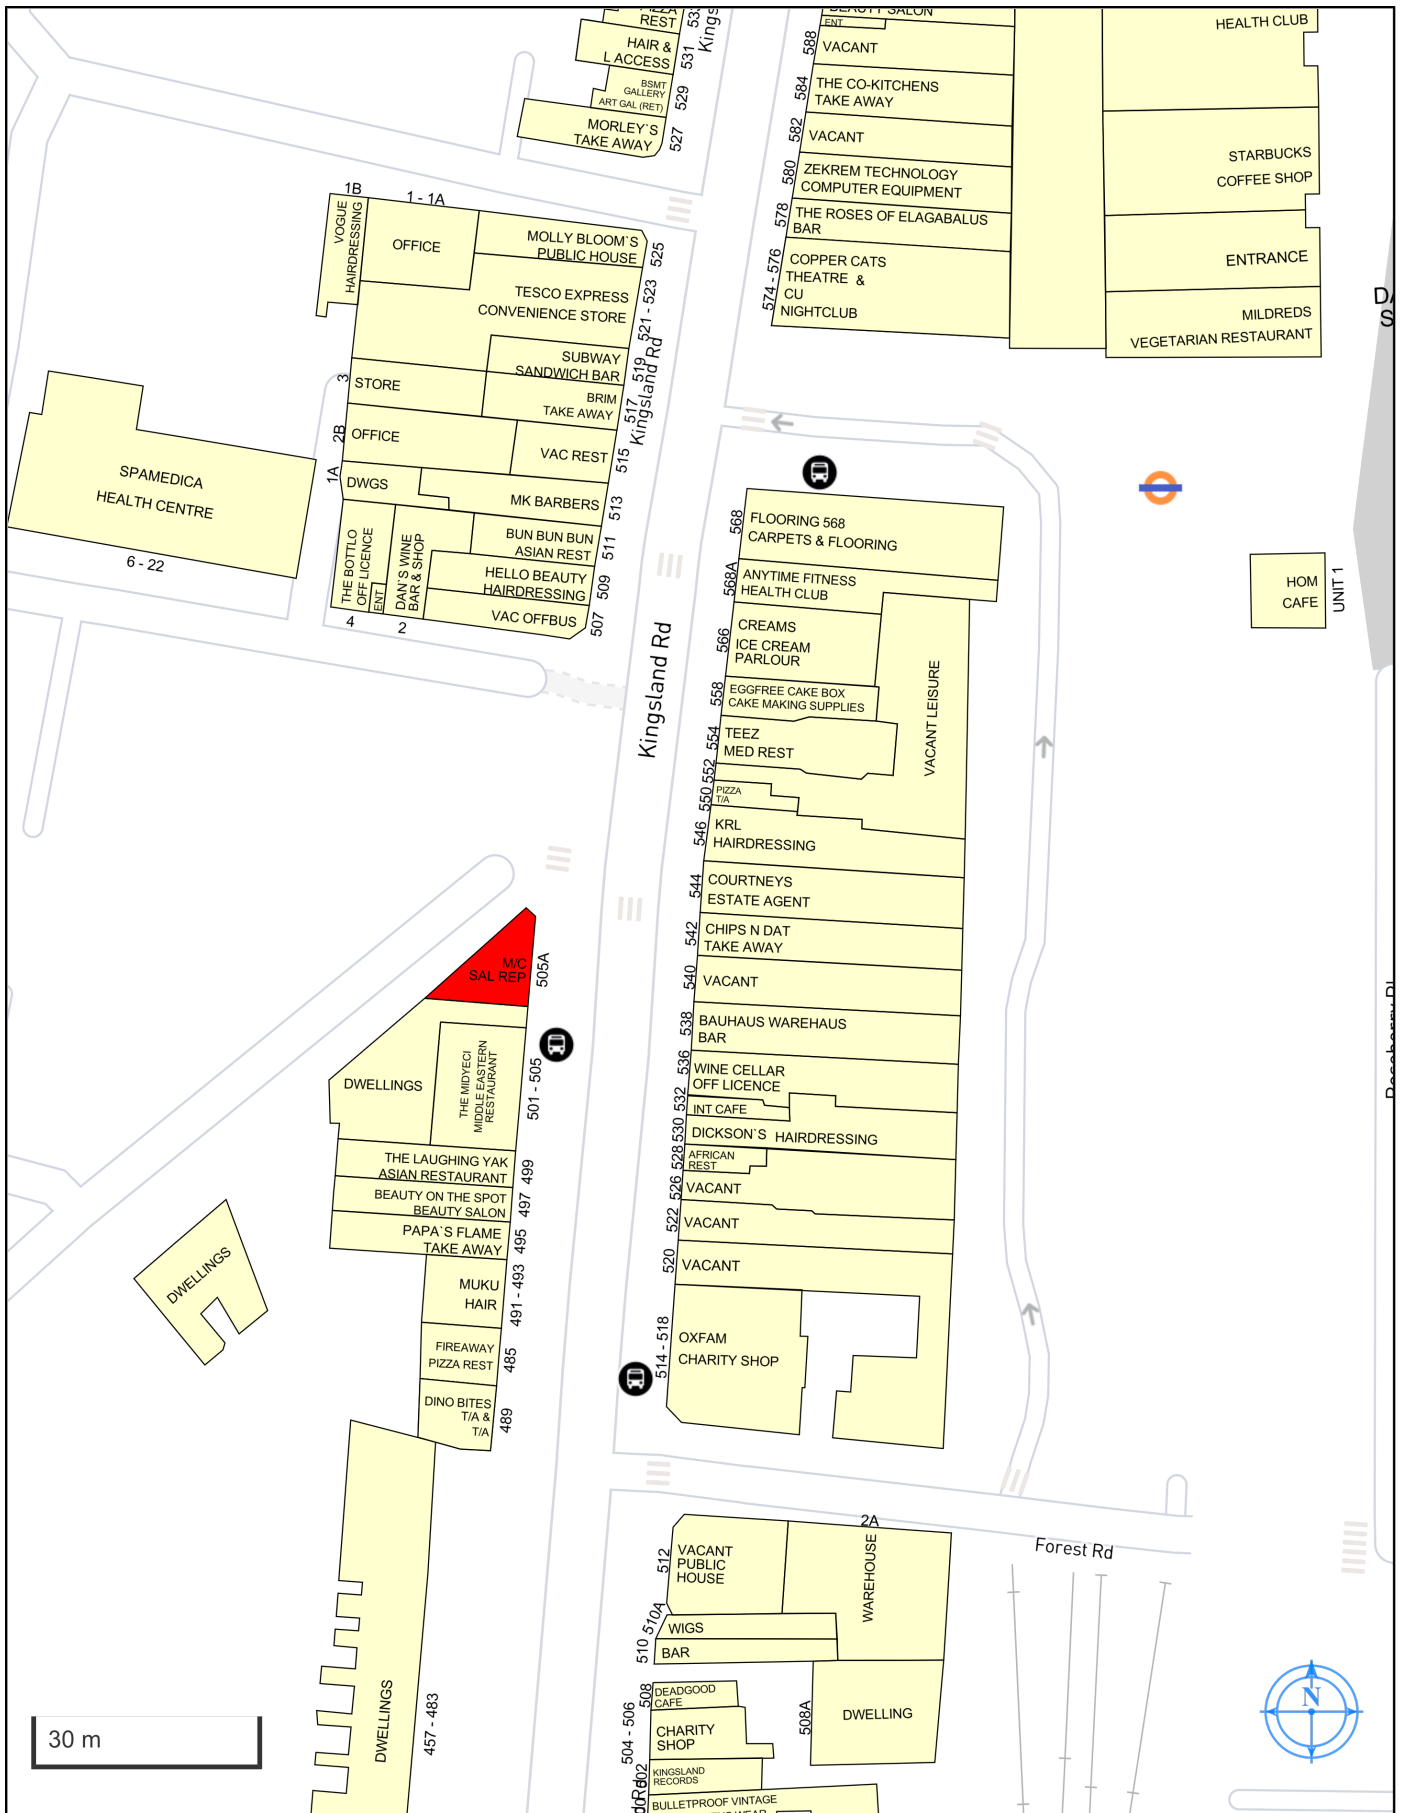 REST
533
HAIR &
L ACCESS
531
BSMT
GALLERY
ART GAL (RET)
529
MORLEY`S
TAKE AWAY
527
Kings
BEAUTY SALON
ENT
588
VACANT
584
THE CO-KITCHENS
TAKE AWAY
582
VACANT
580
ZEKREM TECHNOLOGY
COMPUTER EQUIPMENT
578
THE ROSES OF ELAGABALUS
BAR
574 - 576
COPPER CATS
THEATRE &
CU
NIGHTCLUB
HEALTH CLUB
STARBUCKS
COFFEE SHOP
ENTRANCE
MILDREDS
VEGETARIAN RESTAURANT
1B
1 - 1A
VOGUE
HAIRDRESSING
OFFICE
MOLLY BLOOM`S
PUBLIC HOUSE
525
TESCO EXPRESS
CONVENIENCE STORE
521 - 523
SUBWAY
SANDWICH BAR
519
Kingsland Rd
3
STORE
BRIM
TAKE AWAY
517
2B
OFFICE
VAC REST
515
1A
DWGS
MK BARBERS
513
THE BOTTLO
OFF LICENCE
ENT
DAN`S WINE
BAR & SHOP
BUN BUN BUN
ASIAN REST
511
HELLO BEAUTY
HAIRDRESSING
509
VAC OFFBUS
507
4
2
SPAMEDICA
HEALTH CENTRE
6 - 22
568
FLOORING 568
CARPETS & FLOORING
568A
ANYTIME FITNESS
HEALTH CLUB
566
CREAMS
ICE CREAM
PARLOUR
558
EGGFREE CAKE BOX
CAKE MAKING SUPPLIES
554
TEEZ
MED REST
VACANT LEISURE
552
550
PIZZA
T/A
546
KRL
HAIRDRESSING
544
COURTNEYS
ESTATE AGENT
542
CHIPS N DAT
TAKE AWAY
540
VACANT
538
BAUHAUS WAREHAUS
BAR
536
WINE CELLAR
OFF LICENCE
532
INT CAFE
530
DICKSON`S HAIRDRESSING
528
AFRICAN
REST
526
VACANT
522
VACANT
520
VACANT
514 - 518
OXFAM
CHARITY SHOP
HOM
CAFE
UNIT 1
Kingsland Rd
M/C
SAL REP
505A
DWELLINGS
THE MIDYECI
MIDDLE EASTERN
RESTAURANT
501 - 505
THE LAUGHING YAK
ASIAN RESTAURANT
499
BEAUTY ON THE SPOT
BEAUTY SALON
497
PAPA`S FLAME
TAKE AWAY
495
MUKU
HAIR
491 - 493
FIREAWAY
PIZZA REST
485
DINO BITES
T/A &
T/A
489
DWELLINGS
DWELLINGS
457 - 483
2A
512
VACANT
PUBLIC
HOUSE
WAREHOUSE
510A
WIGS
510
BAR
508
DEADGOOD
CAFE
508A
DWELLING
504 - 506
CHARITY
SHOP
502
KINGSLAND
RECORDS
BULLETPROOF VINTAGE
Forest Rd
30 m
N